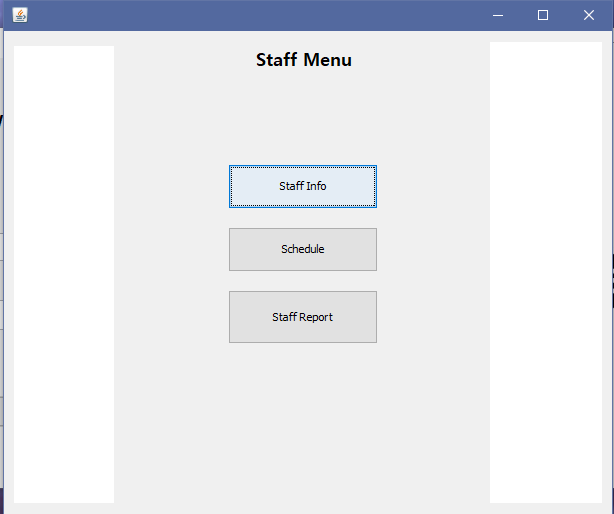 Staff Menu
Staff Info
Schedule
Staff Report